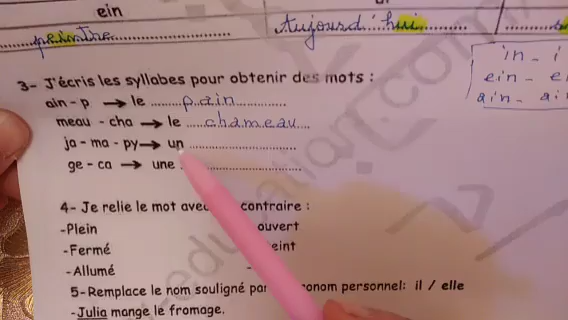 ein
peintre
Aujourd'hui
in - i
ein - e
ain - ai
3- J'écris les syllabes pour obtenir des mots :
ain - p → le pain
meau - cha → le chameau
ja - ma - py → un
ge - ca → une
4- Je relie le mot avec contraire :
-Plein ouvert
-Fermé eint
-Allumé -
5-Remplace le nom souligné par pronom personnel: il / elle
-Julia mange le fromage.